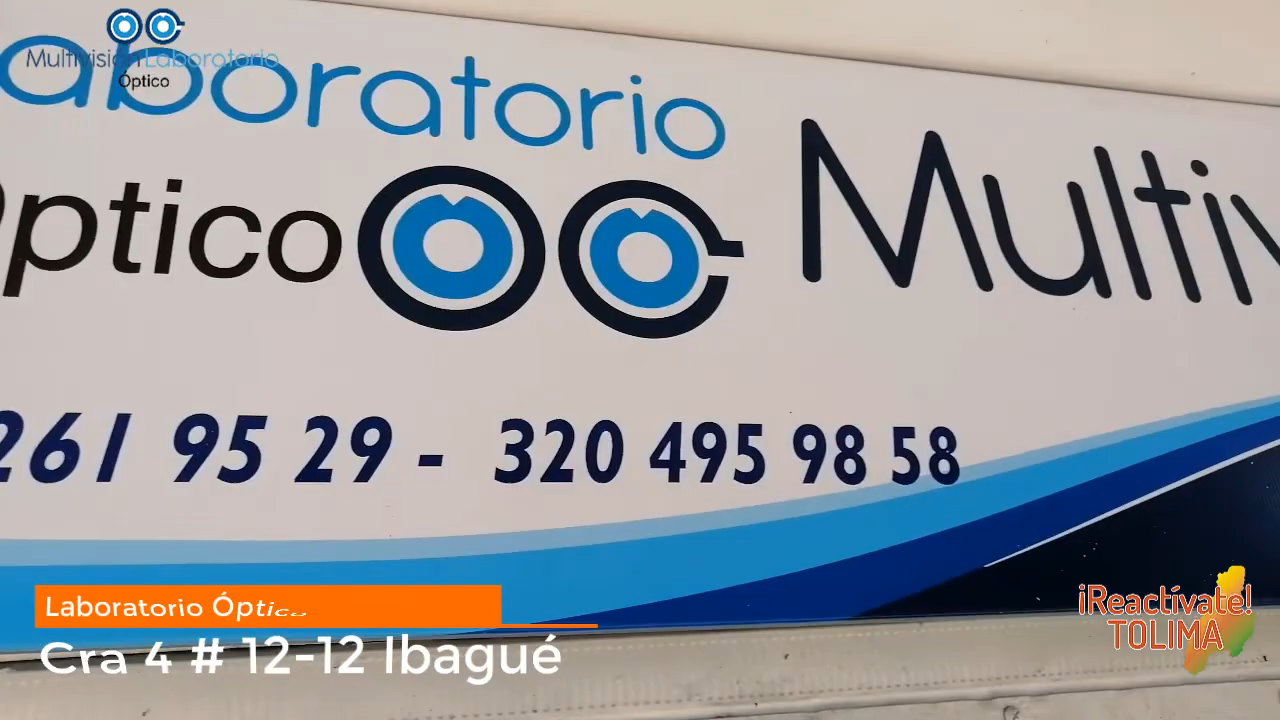 Multivision Laboratorio
Óptico
aboratorio
Óptico
Multiv
261 95 29 - 320 495 98 58
Laboratorio Óptico
Cra 4 # 12-12 Ibagué
¡Reactívate!
TOLIMA